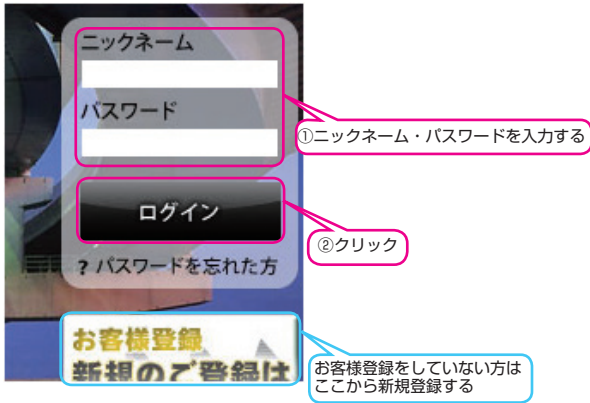 ニックネーム
パスワード
①ニックネーム・パスワードを入力する
ログイン
②クリック
? パスワードを忘れた方
お客様登録
新規のご登録は
お客様登録をしていない方は
ここから新規登録する